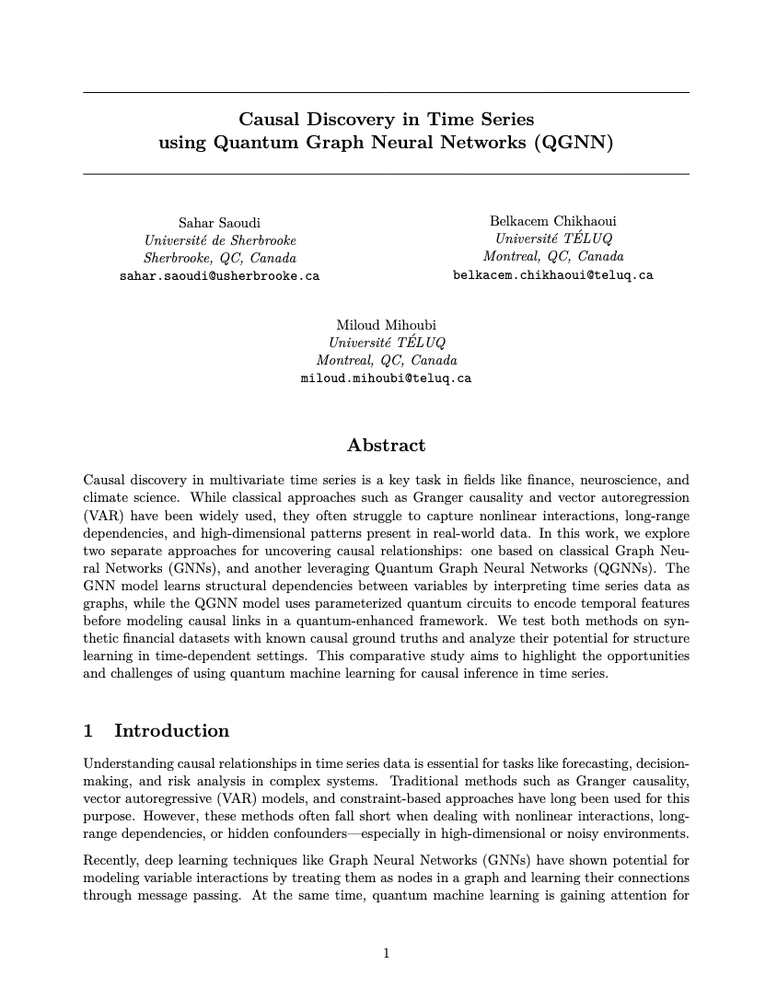 Causal Discovery in Time Series
using Quantum Graph Neural Networks (QGNN)
Sahar Saoudi
Université de Sherbrooke
Sherbrooke, QC, Canada
sahar.saoudi@usherbrooke.ca
Belkacem Chikhaoui
Université TÉLUQ
Montreal, QC, Canada
belkacem.chikhaoui@teluq.ca
Miloud Mihoubi
Université TÉLUQ
Montreal, QC, Canada
miloud.mihoubi@teluq.ca
Abstract
Causal discovery in multivariate time series is a key task in fields like finance, neuroscience, and
climate science. While classical approaches such as Granger causality and vector autoregression
(VAR) have been widely used, they often struggle to capture nonlinear interactions, long-range
dependencies, and high-dimensional patterns present in real-world data. In this work, we explore
two separate approaches for uncovering causal relationships: one based on classical Graph Neu-
ral Networks (GNNs), and another leveraging Quantum Graph Neural Networks (QGNNs). The
GNN model learns structural dependencies between variables by interpreting time series data as
graphs, while the QGNN model uses parameterized quantum circuits to encode temporal features
before modeling causal links in a quantum-enhanced framework. We test both methods on syn-
thetic financial datasets with known causal ground truths and analyze their potential for structure
learning in time-dependent settings. This comparative study aims to highlight the opportunities
and challenges of using quantum machine learning for causal inference in time series.
1 Introduction
Understanding causal relationships in time series data is essential for tasks like forecasting, decision-
making, and risk analysis in complex systems. Traditional methods such as Granger causality,
vector autoregressive (VAR) models, and constraint-based approaches have long been used for this
purpose. However, these methods often fall short when dealing with nonlinear interactions, long-
range dependencies, or hidden confounders—especially in high-dimensional or noisy environments.
Recently, deep learning techniques like Graph Neural Networks (GNNs) have shown potential for
modeling variable interactions by treating them as nodes in a graph and learning their connections
through message passing. At the same time, quantum machine learning is gaining attention for
1